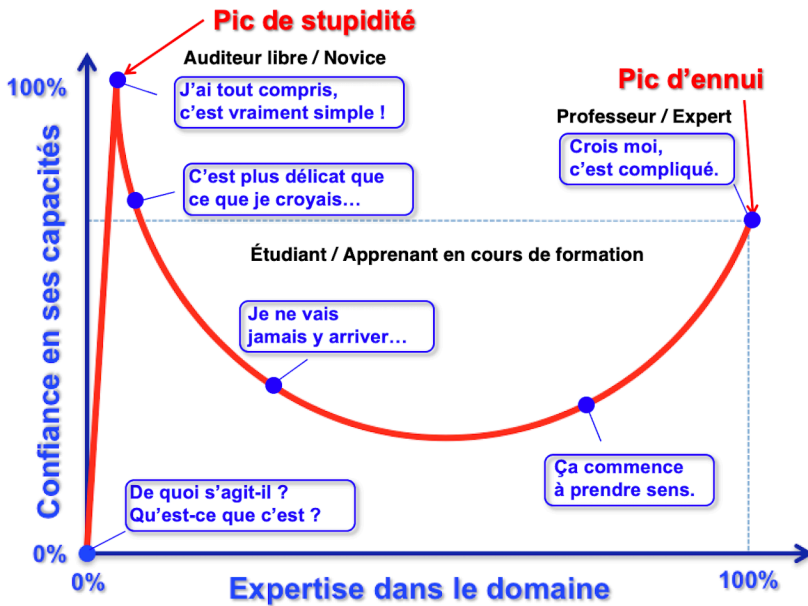 Pic de stupidité
Auditeur libre / Novice
100%
J’ai tout compris,
c’est vraiment simple !
Pic d’ennui
Professeur / Expert
Crois moi,
c’est compliqué.
C’est plus délicat que
ce que je croyais…
Étudiant / Apprenant en cours de formation
Je ne vais
jamais y arriver…
Ça commence
à prendre sens.
De quoi s’agit-il ?
Qu’est-ce que c’est ?
Confiance en ses capacités
0%
0%
Expertise dans le domaine
100%